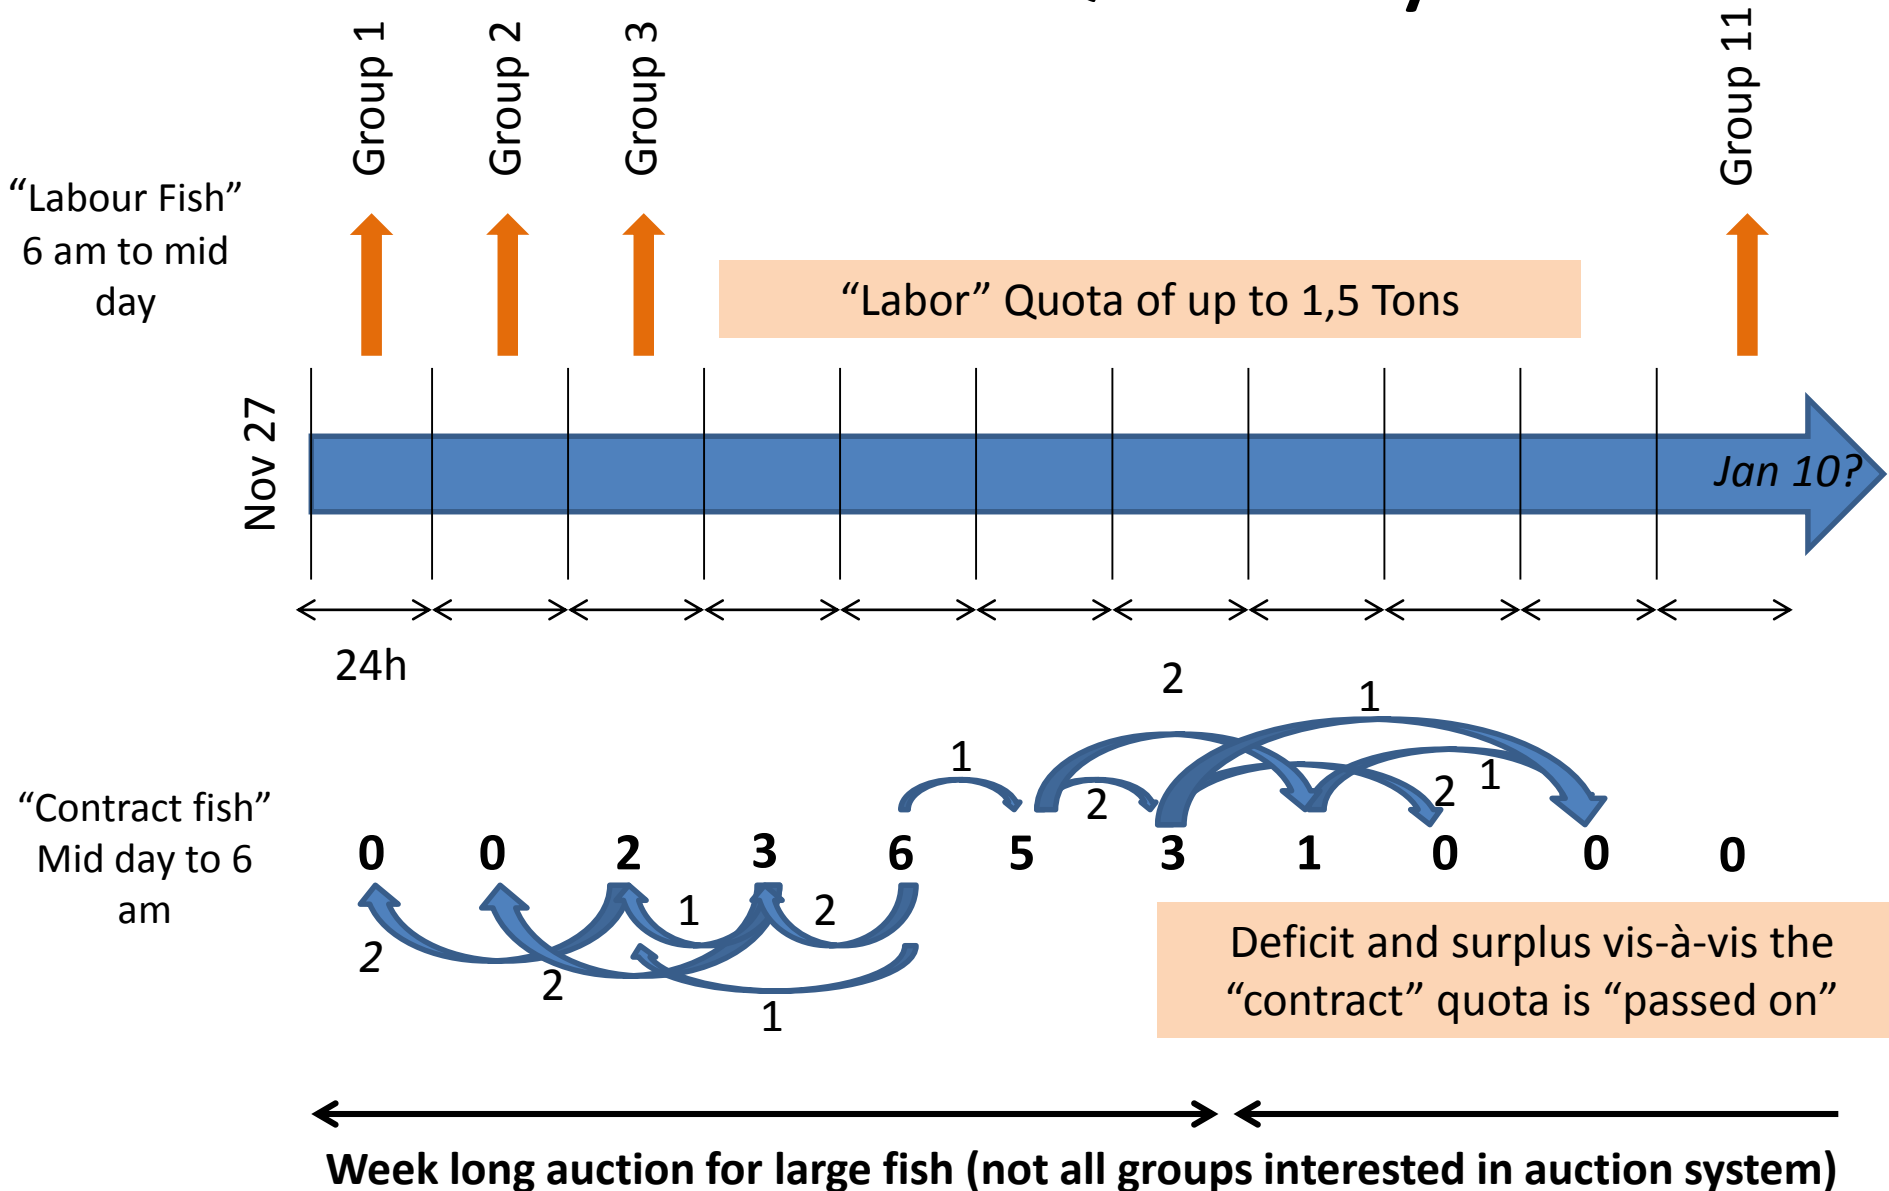 Group 1
Group 2
Group 3
Group 11
“Labour Fish”
6 am to mid
day
“Labor” Quota of up to 1,5 Tons
Nov 27
Jan 10?
24h
2
1
1
2
2
1
“Contract fish”
Mid day to 6
am
0 0 2 3 6 5 3 1 0 0 0
1
2
2
2
1
Deficit and surplus vis-à-vis the
“contract” quota is “passed on”
Week long auction for large fish (not all groups interested in auction system)